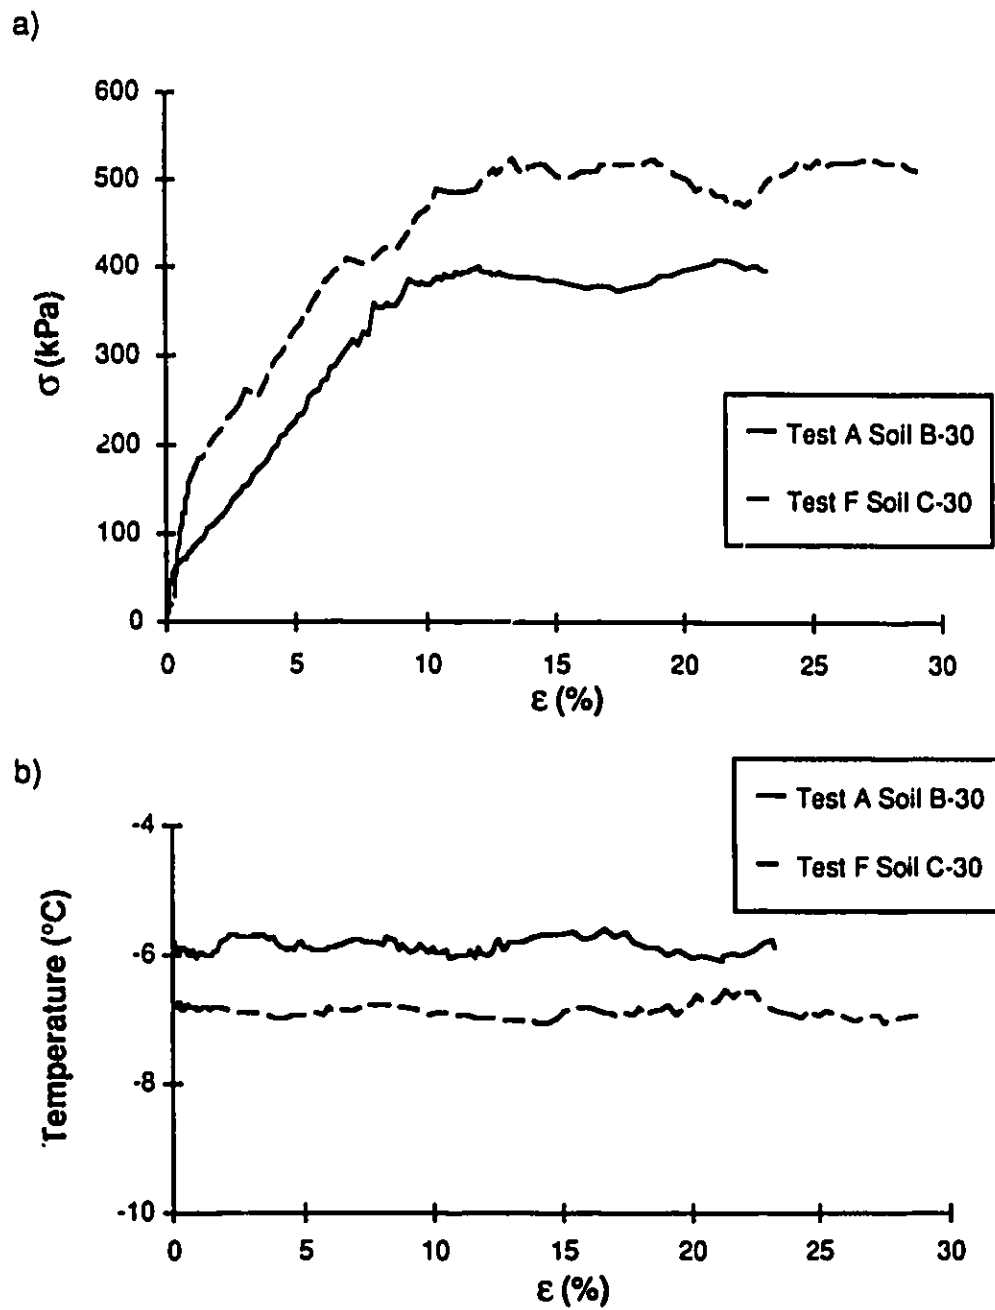 a)
600
500
400
300
200
100
0
σ (kPa)
0 5 10 15 20 25 30
ε (%)
Test A Soil B-30
Test F Soil C-30
b)
Test A Soil B-30
Test F Soil C-30
-4
-6
-8
-10
Temperature (°C)
0 5 10 15 20 25 30
ε (%)